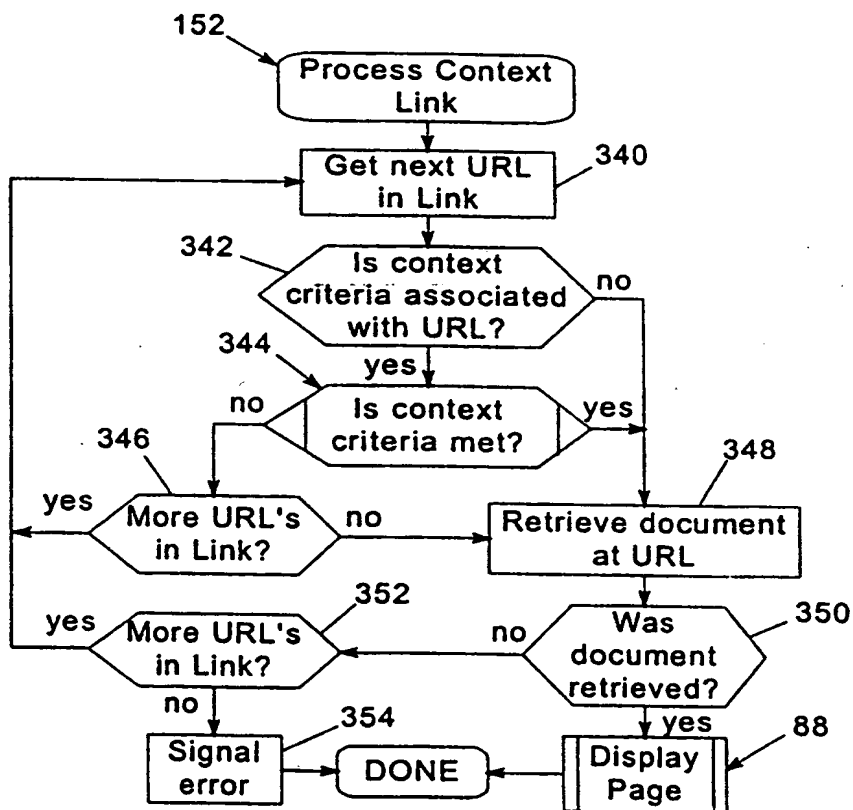 152
Process Context
Link
Get next URL
in Link
340
342
Is context
criteria associated
with URL?
no
yes
344
Is context
criteria met?
no
yes
346
More URL's
in Link?
yes
no
348
Retrieve document
at URL
350
Was
document
retrieved?
no
yes
352
More URL's
in Link?
yes
no
354
Signal
error
DONE
Display
Page
88